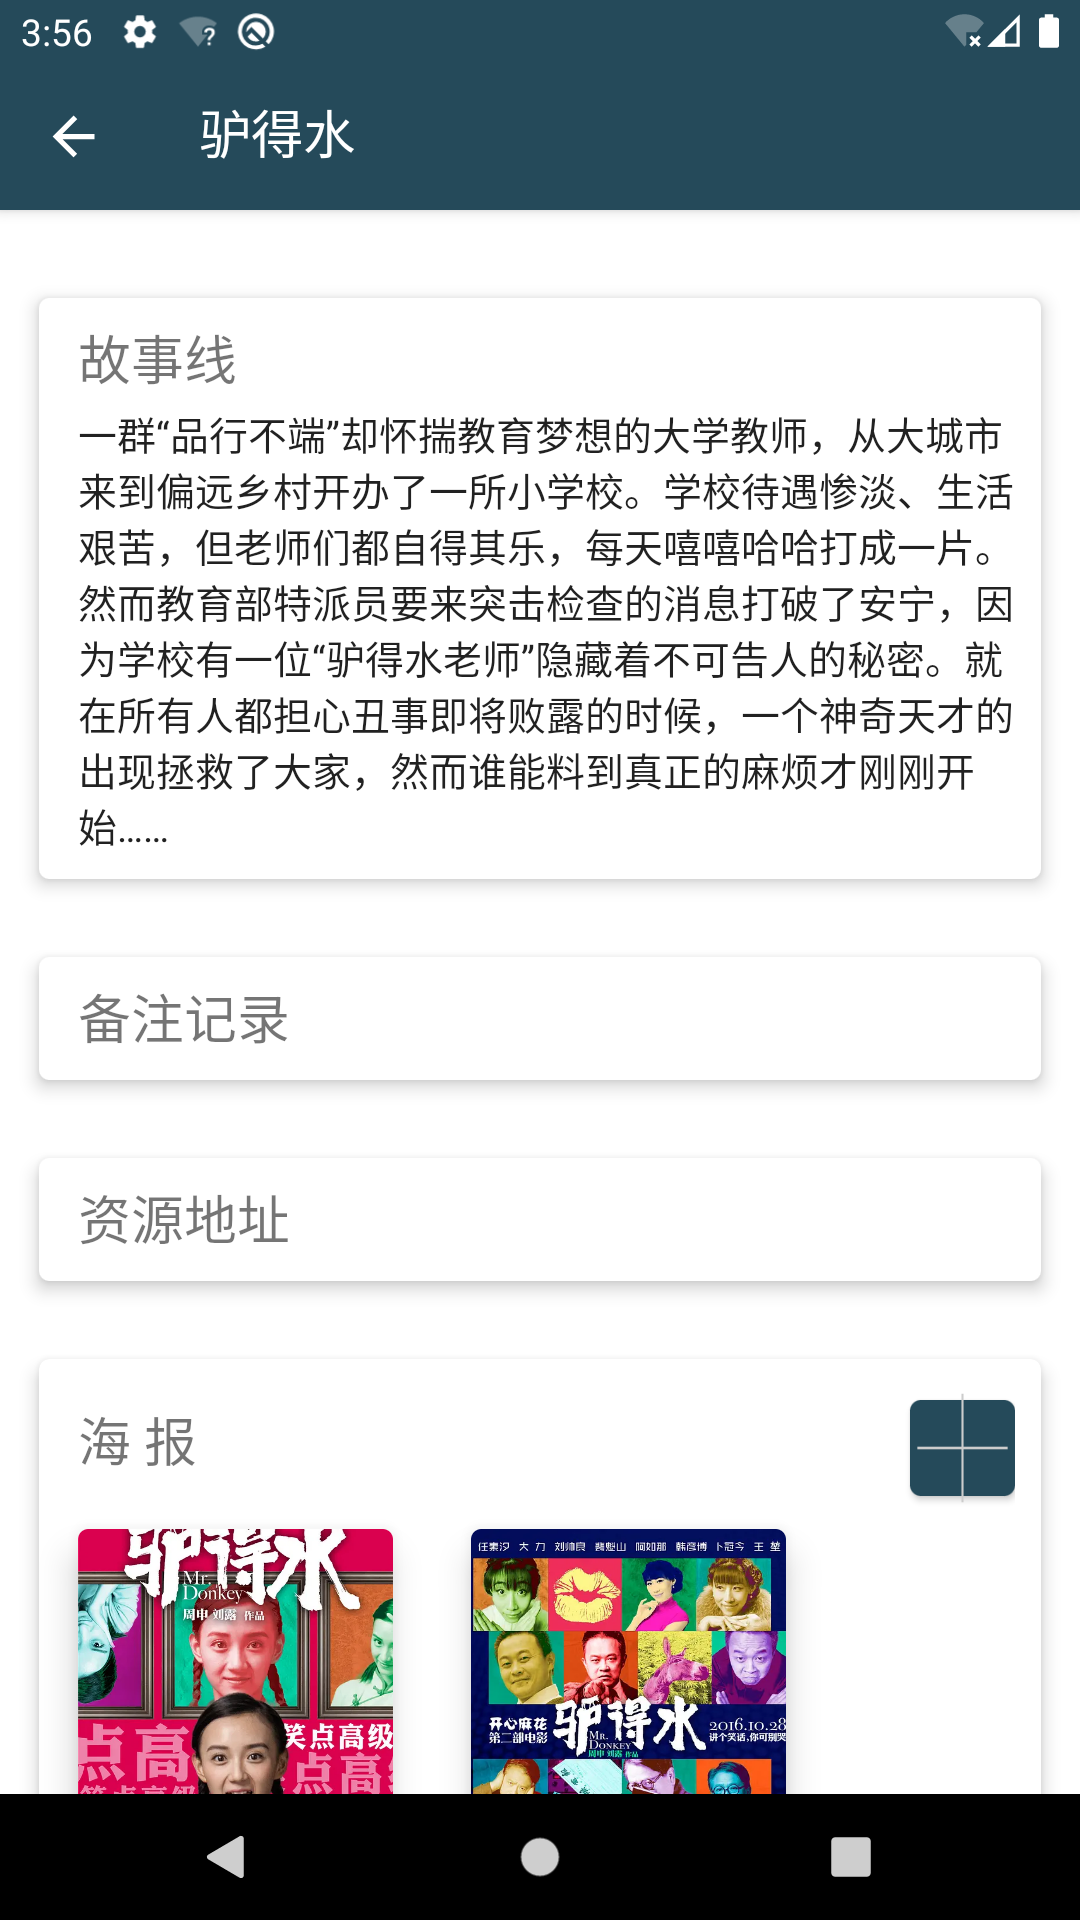 3:56
驴得水
故事线
一群“品行不端”却怀揣教育梦想的大学教师，从大城市
来到偏远乡村开办了一所小学校。学校待遇惨淡、生活
艰苦，但老师们都自得其乐，每天嘻嘻哈哈打成一片。
然而教育部特派员要来突击检查的消息打破了安宁，因
为学校有一位“驴得水老师”隐藏着不可告人的秘密。就
在所有人都担心丑事即将败露的时候，一个神奇天才的
出现拯救了大家，然而谁能料到真正的麻烦才刚刚开
始……
备注记录
资源地址
海 报
驴得水
Mr.
Donkey
周申 刘露 作品
点高
笑点高级
点高
任素汐 大力 刘帅良 裴魁山 阿如那 韩彦博 卜冠今 王堃
开心麻花
第二部电影
驴得水
Mr.
DONKEY
周申 刘露 作品
2016.10.28
讲个笑话,你可别哭